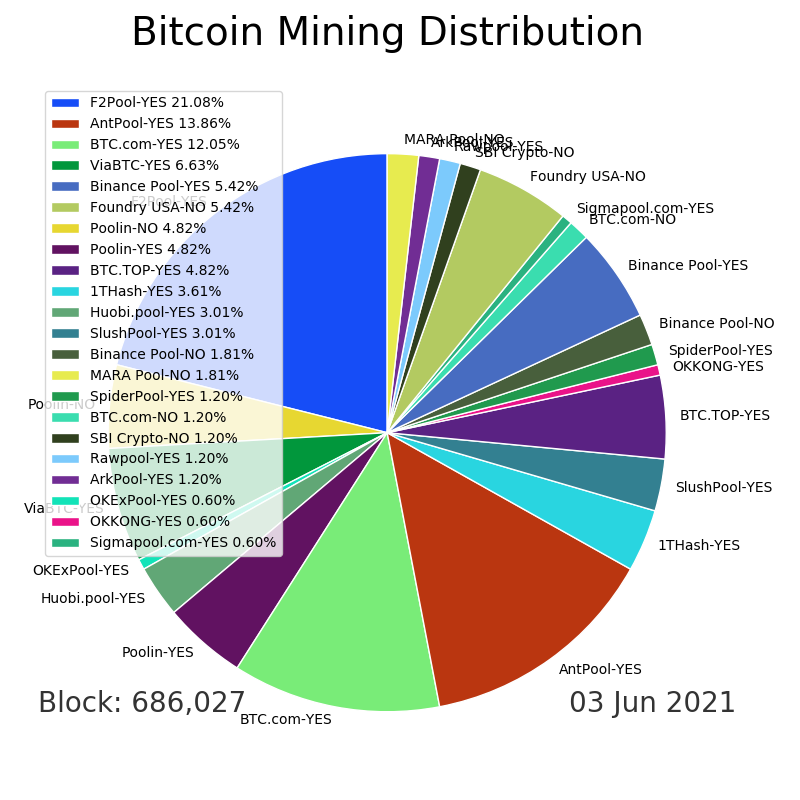 Bitcoin Mining Distribution
F2Pool-YES 21.08%
AntPool-YES 13.86%
BTC.com-YES 12.05%
ViaBTC-YES 6.63%
Binance Pool-YES 5.42%
Foundry USA-NO 5.42%
Poolin-NO 4.82%
Poolin-YES 4.82%
BTC.TOP-YES 4.82%
1THash-YES 3.61%
Huobi.pool-YES 3.01%
SlushPool-YES 3.01%
Binance Pool-NO 1.81%
MARA Pool-NO 1.81%
SpiderPool-YES 1.20%
BTC.com-NO 1.20%
SBI Crypto-NO 1.20%
Rawpool-YES 1.20%
ArkPool-YES 1.20%
OKExPool-YES 0.60%
OKKONG-YES 0.60%
Sigmapool.com-YES 0.60%
MARA Pool-NO
ArkPool-YES
Rawpool-YES
SBI Crypto-NO
Foundry USA-NO
Sigmapool.com-YES
BTC.com-NO
Binance Pool-YES
Binance Pool-NO
SpiderPool-YES
OKKONG-YES
BTC.TOP-YES
SlushPool-YES
1THash-YES
AntPool-YES
BTC.com-YES
Poolin-YES
Huobi.pool-YES
OKExPool-YES
ViaBTC-YES
Poolin-NO
F2Pool-YES
Block: 686,027
03 Jun 2021